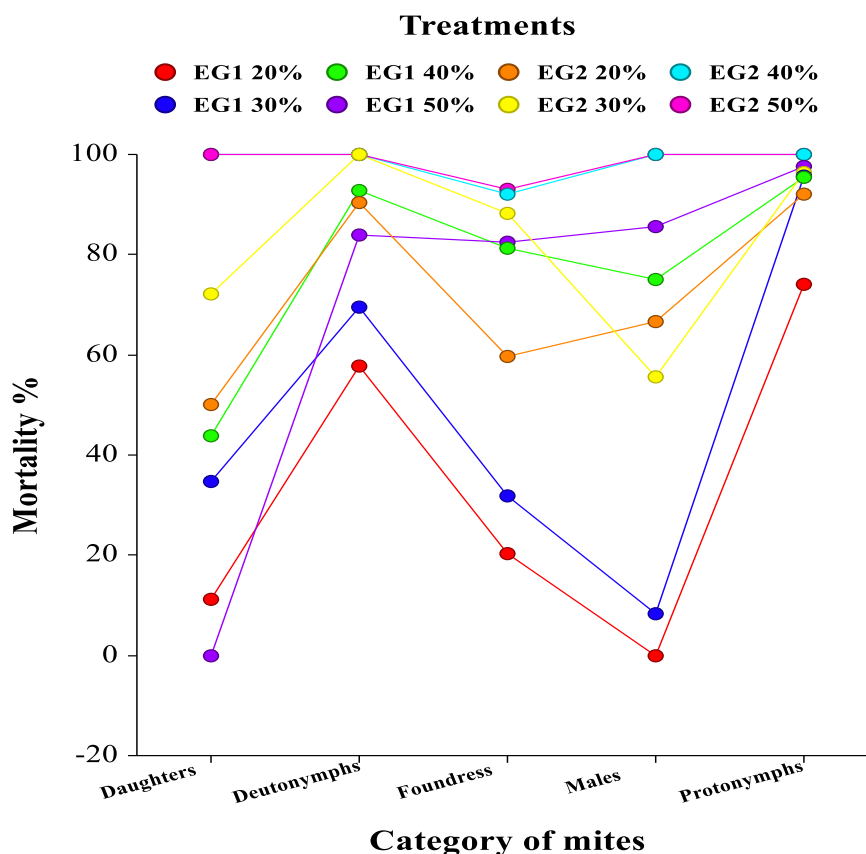 Treatments
EG1 20% EG1 40% EG2 20% EG2 40%
EG1 30% EG1 50% EG2 30% EG2 50%
100
80
60
40
20
0
-20
Mortality %
Daughters Deutonymphs Foundress Males Protonymphs
Category of mites